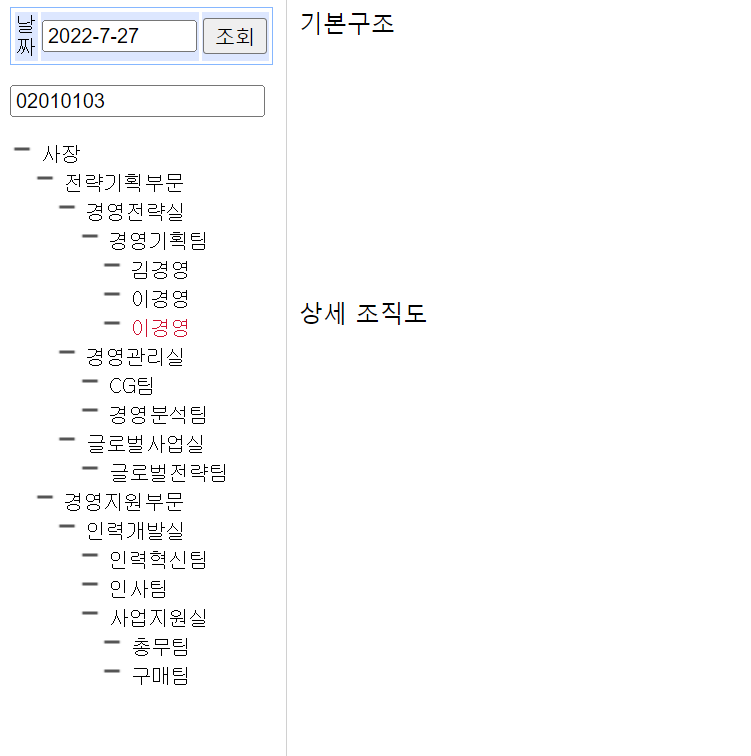 날짜 2022-7-27 조회
02010103
사장
전략기획부문
경영전략실
경영기획팀
김경영
이경영
이경영
경영관리실
CG팀
경영분석팀
글로벌사업실
글로벌전략팀
경영지원부문
인력개발실
인력혁신팀
인사팀
사업지원실
총무팀
구매팀
기본구조
상세 조직도